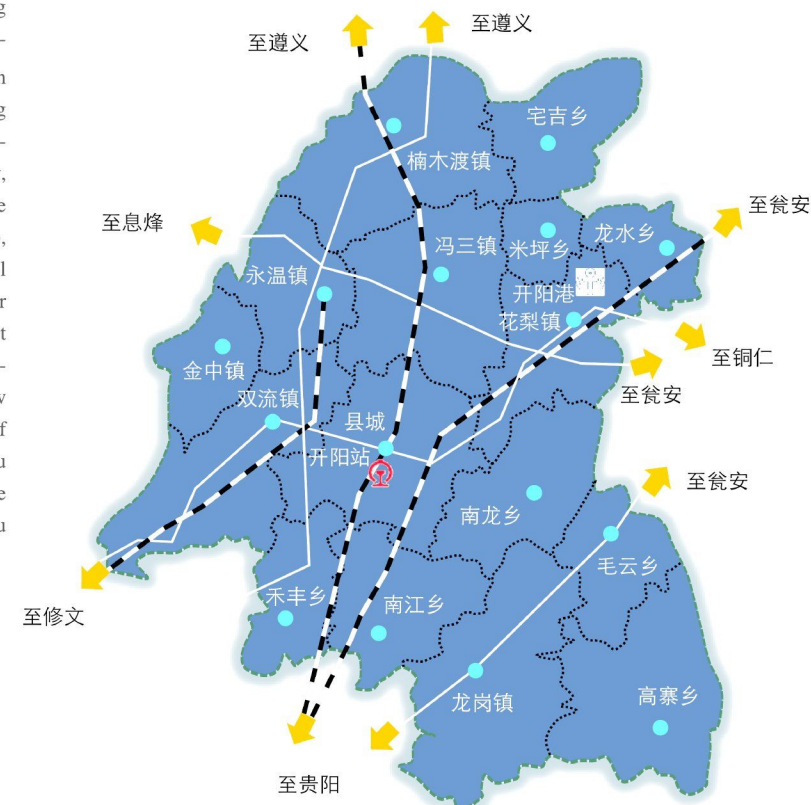 g
–
n
g
–
,
e
,
l
r
t
–
v
f
u
e
u
至遵义
至遵义
宅吉乡
楠木渡镇
至瓮安
至息烽
冯三镇
米坪乡
龙水乡
永温镇
开阳港
花梨镇
至铜仁
金中镇
至瓮安
双流镇
县城
开阳站
至瓮安
南龙乡
毛云乡
禾丰乡
南江乡
至修文
龙岗镇
高寨乡
至贵阳